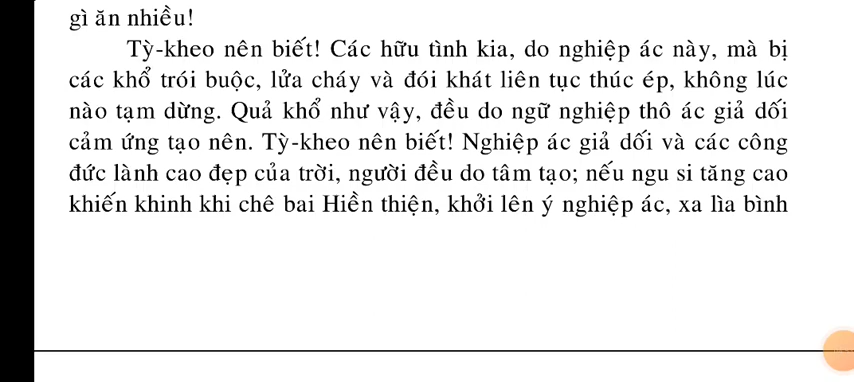 gì ăn nhiều!
Tỳ-kheo nên biết! Các hữu tình kia, do nghiệp ác này, mà bị
các khổ trói buộc, lửa cháy và đói khát liên tục thúc ép, không lúc
nào tạm dừng. Quả khổ như vậy, đều do ngữ nghiệp thô ác giả dối
cảm ứng tạo nên. Tỳ-kheo nên biết! Nghiệp ác giả dối và các công
đức lành cao đẹp của trời, người đều do tâm tạo; nếu ngu si tăng cao
khiến khinh khi chê bai Hiền thiện, khởi lên ý nghiệp ác, xa lìa bình